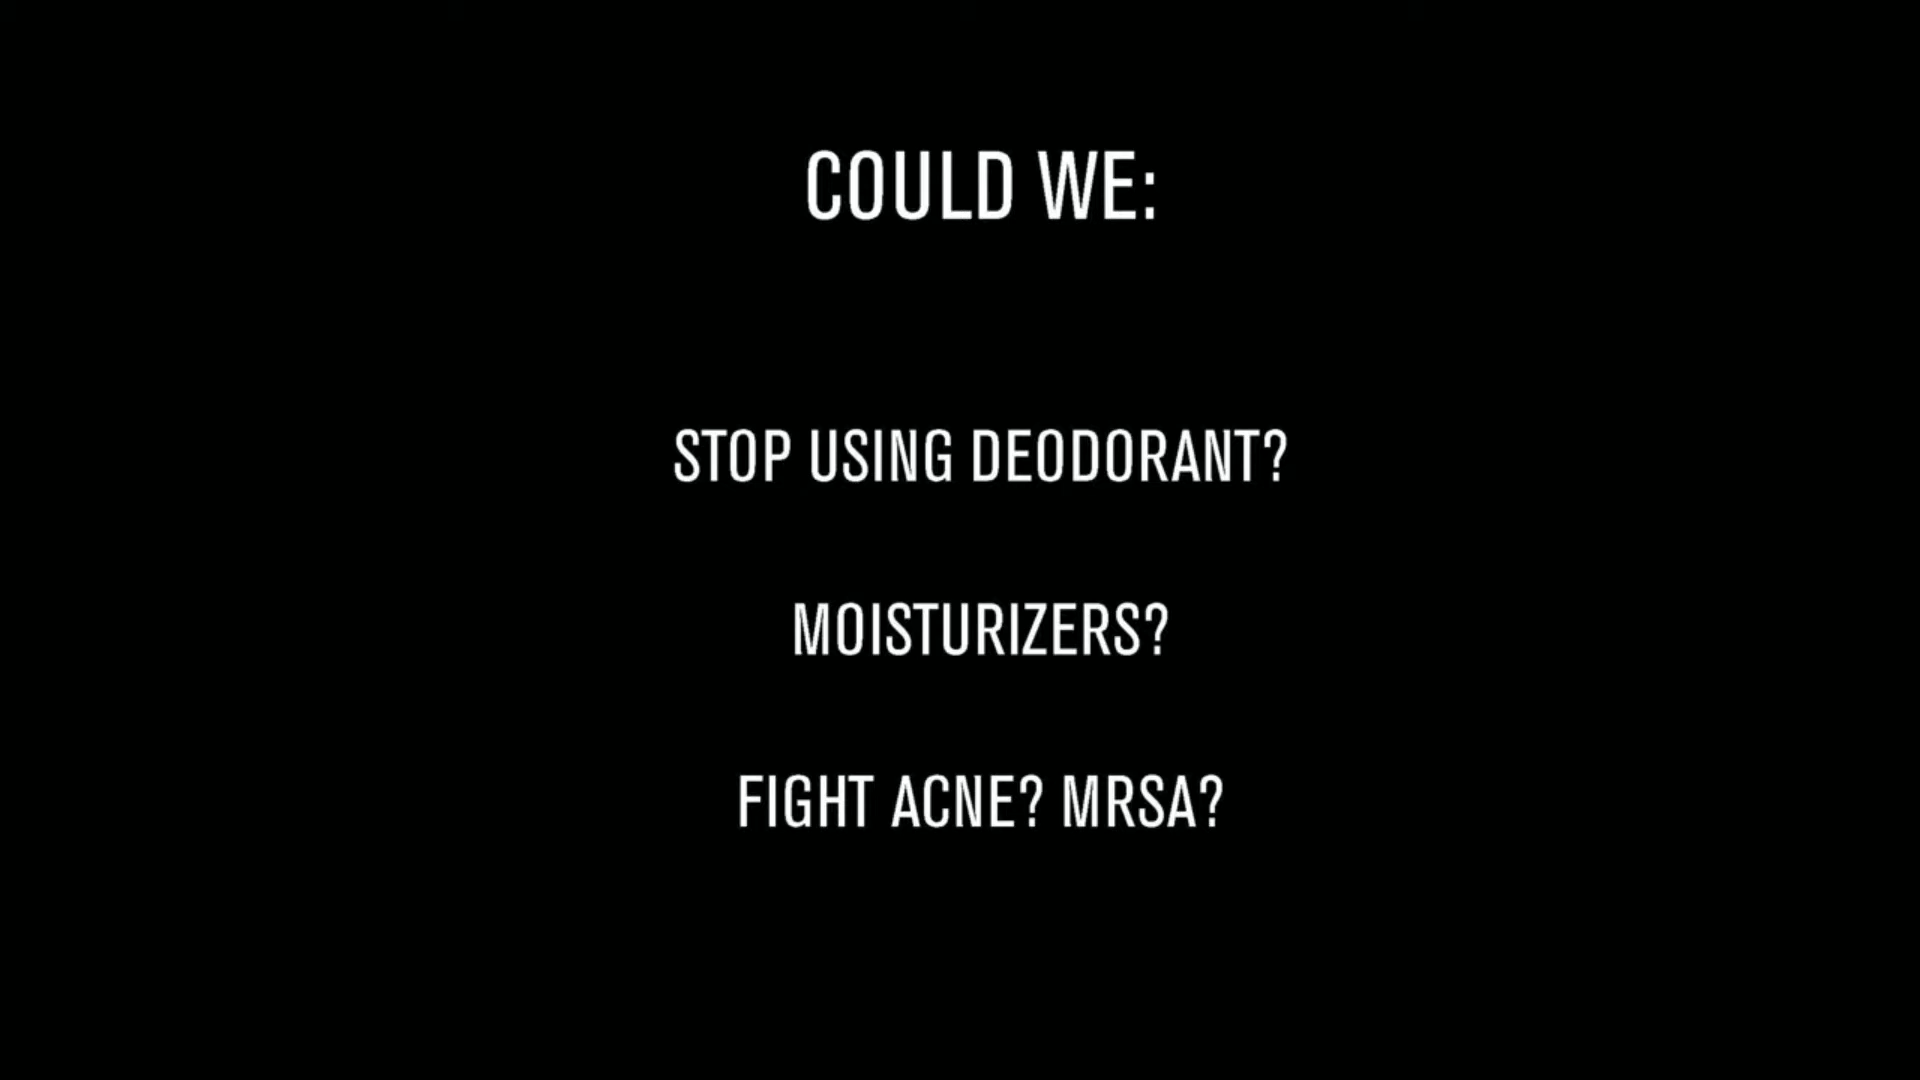 COULD WE:
STOP USING DEODORANT?
MOISTURIZERS?
FIGHT ACNE? MRSA?